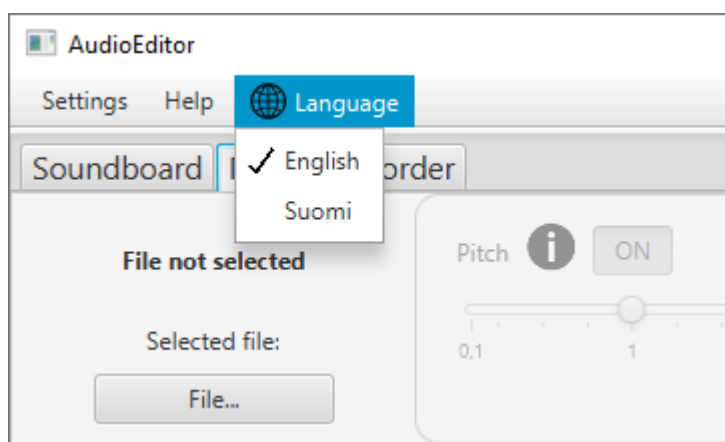 AudioEditor
Settings Help Language
English
Suomi
Soundboard order
File not selected
Pitch ON
0,1 1
Selected file:
File...